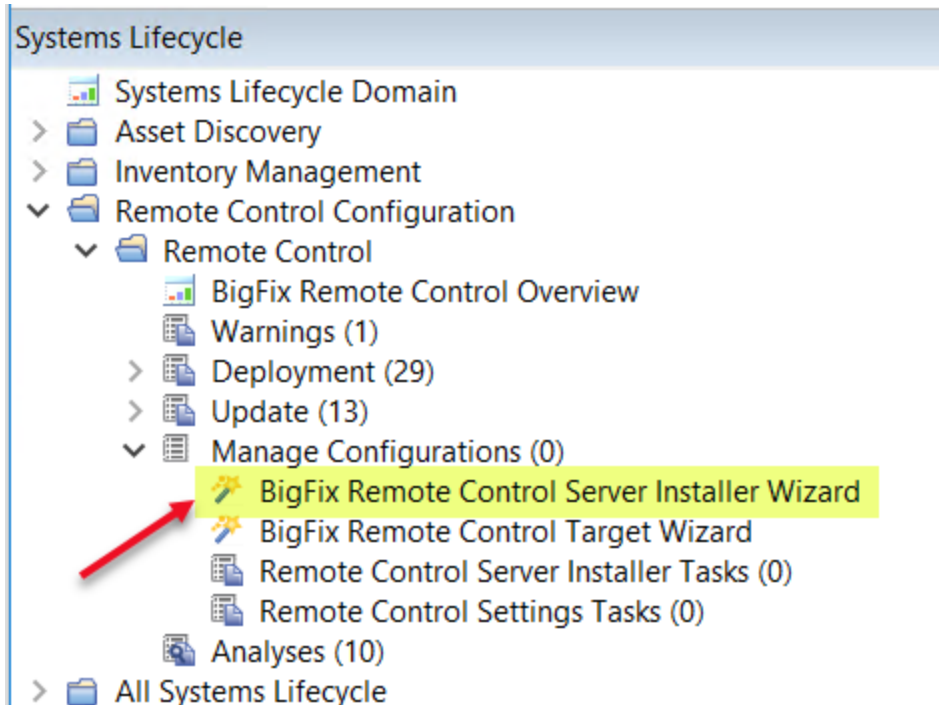 Systems Lifecycle
Systems Lifecycle Domain
Asset Discovery
Inventory Management
Remote Control Configuration
Remote Control
BigFix Remote Control Overview
Warnings (1)
Deployment (29)
Update (13)
Manage Configurations (0)
BigFix Remote Control Server Installer Wizard
BigFix Remote Control Target Wizard
Remote Control Server Installer Tasks (0)
Remote Control Settings Tasks (0)
Analyses (10)
All Systems Lifecycle